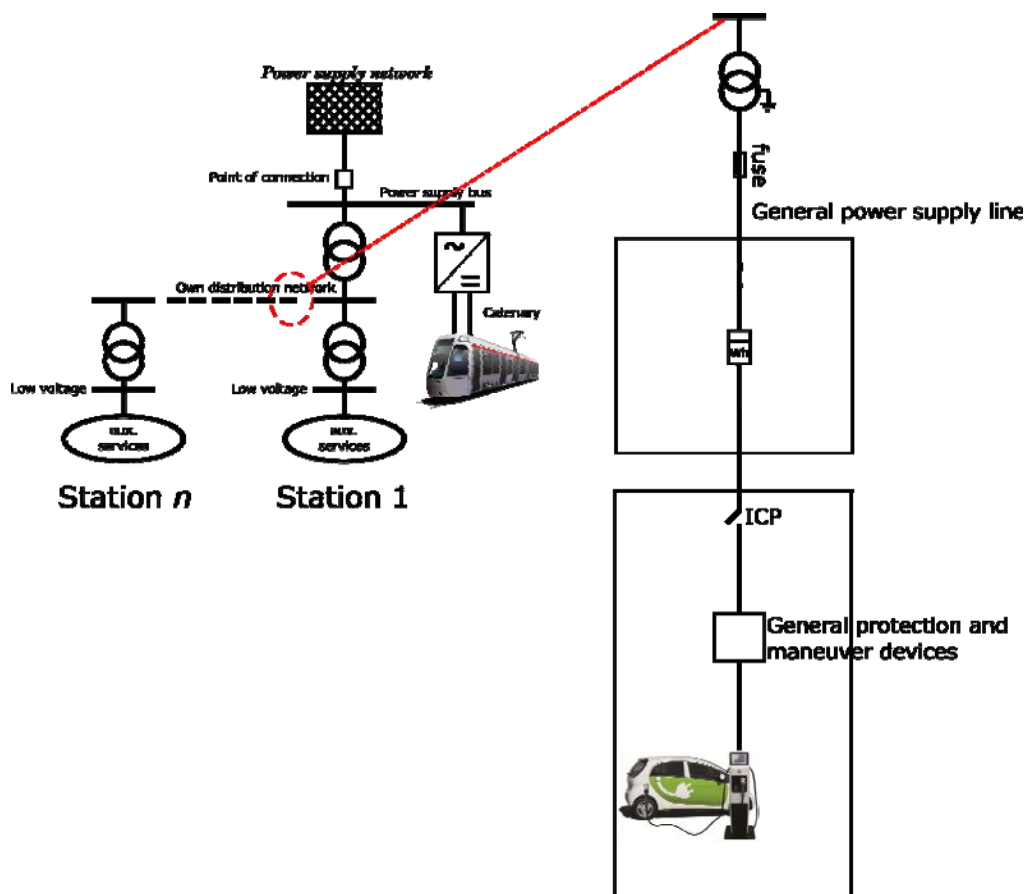 Power supply network
Point of connection
Power supply bus
Own distribution network
Catenary
Low voltage
Low voltage
aux.
services
aux.
services
Station n
Station 1
fuse
General power supply line
Wh
ICP
General protection and
maneuver devices